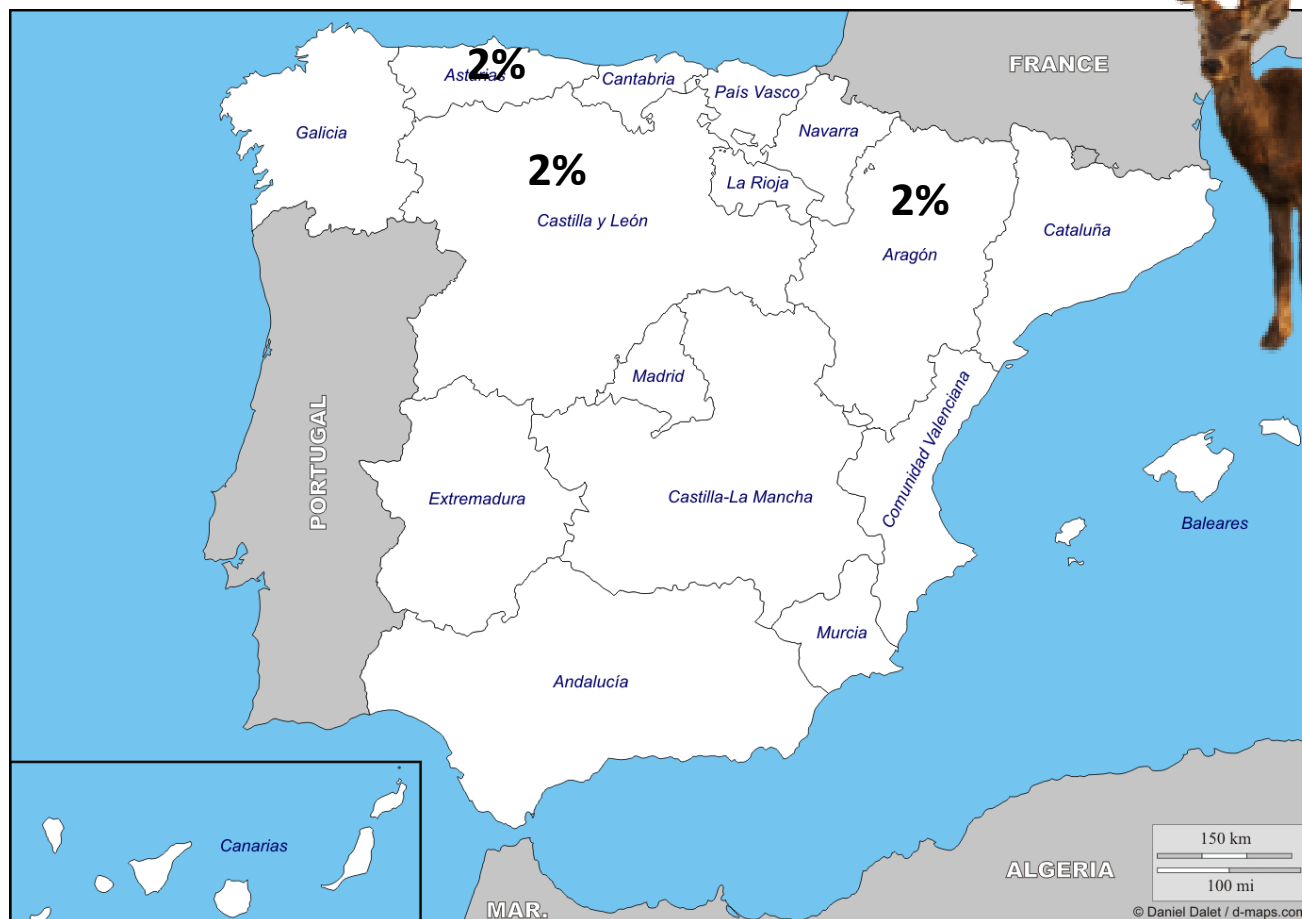 FRANCE
2%
Asturias
Cantabria
País Vasco
Galicia
Navarra
2%
La Rioja
2%
Castilla y León
Cataluña
Aragón
Madrid
PORTUGAL
Comunidad Valenciana
Extremadura
Castilla-La Mancha
Baleares
Murcia
Andalucía
Canarias
150 km
ALGERIA
100 mi
MAR.
© Daniel Dalet / d-maps.com